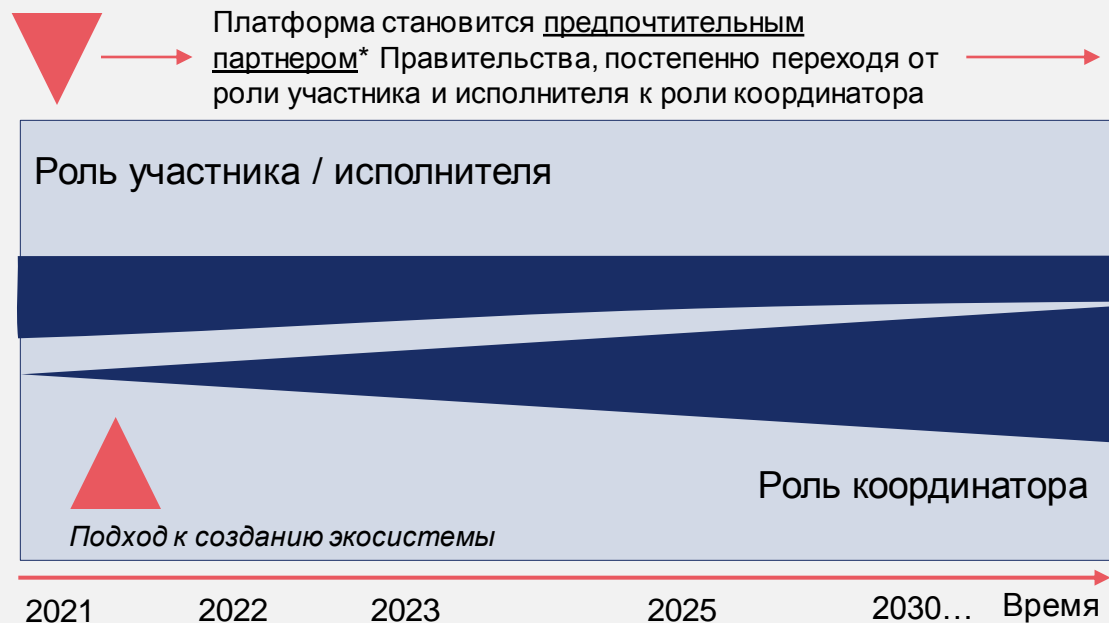 Платформа становится предпочтительным
партнером* Правительства, постепенно переходя от
роли участника и исполнителя к роли координатора
Роль участника / исполнителя
Роль координатора
Подход к созданию экосистемы
2021 2022 2023 2025 2030... Время